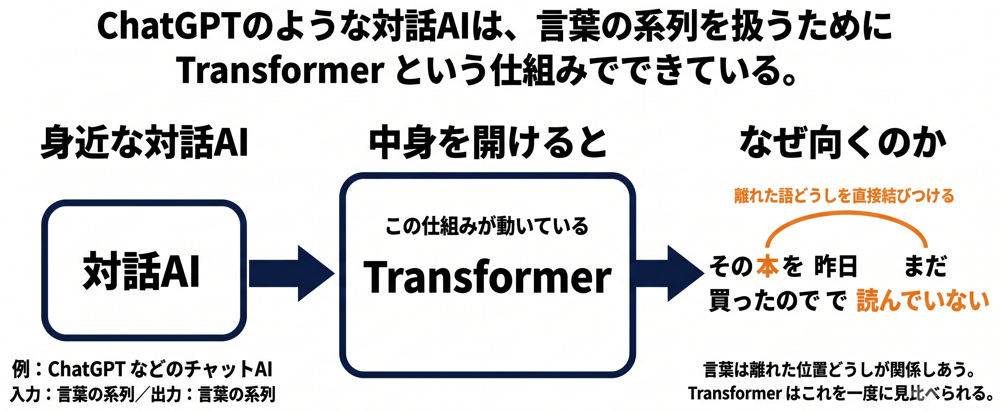 ChatGPTのような対話AIは、言葉の系列を扱うために
Transformer という仕組みでできている。
身近な対話AI
対話AI
例：ChatGPT などのチャットAI
入力：言葉の系列／出力：言葉の系列
中身を開けると
この仕組みが動いている
Transformer
なぜ向くのか
離れた語どうしを直接結びつける
その本を 昨日 まだ
買ったので で 読んでいない
言葉は離れた位置どうしが関係しあう。
Transformer はこれを一度に見比べられる。